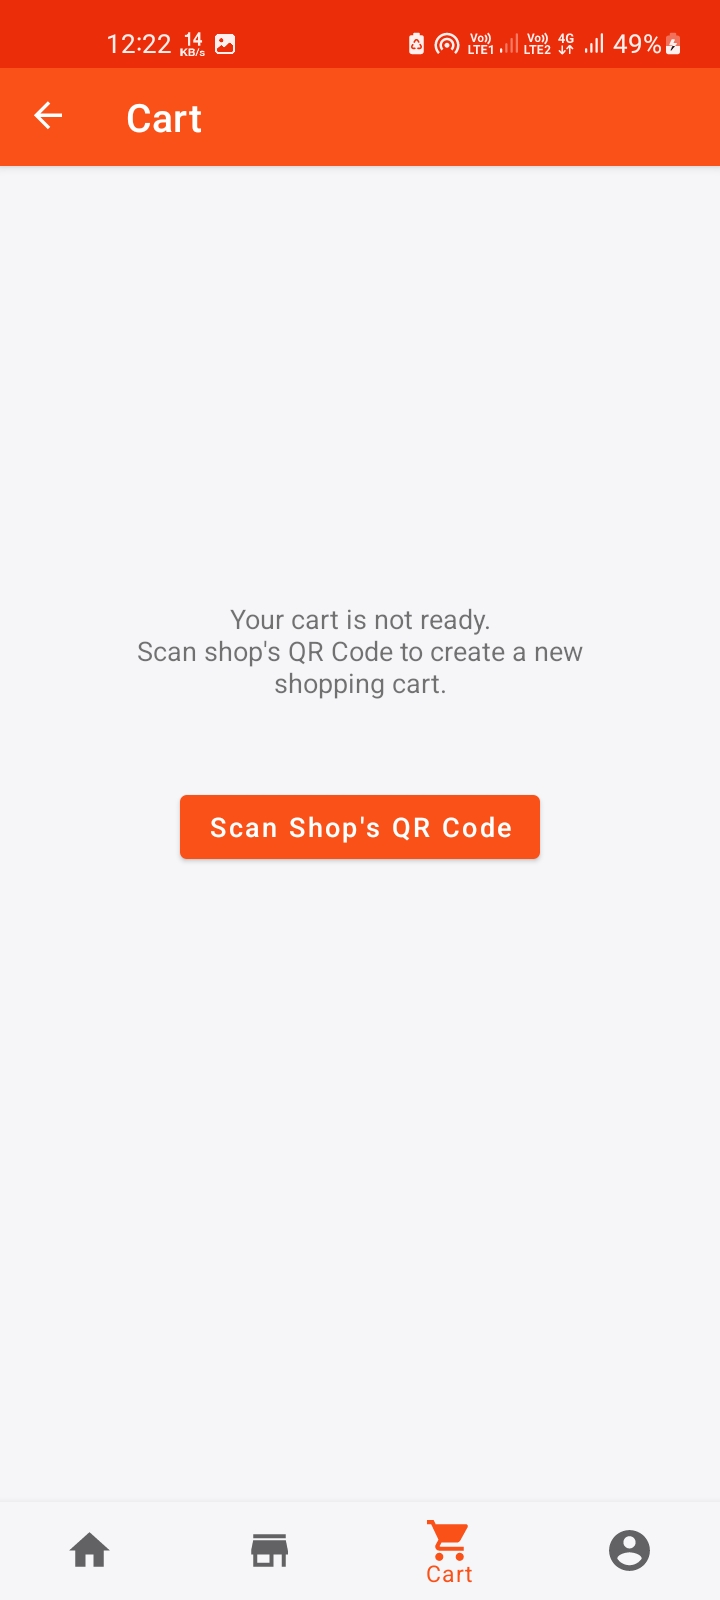 12:22 14 KB/s Vo)) LTE1 Vo)) LTE2 4G 49%
Cart
Your cart is not ready.
Scan shop's QR Code to create a new
shopping cart.
Scan Shop's QR Code
Cart